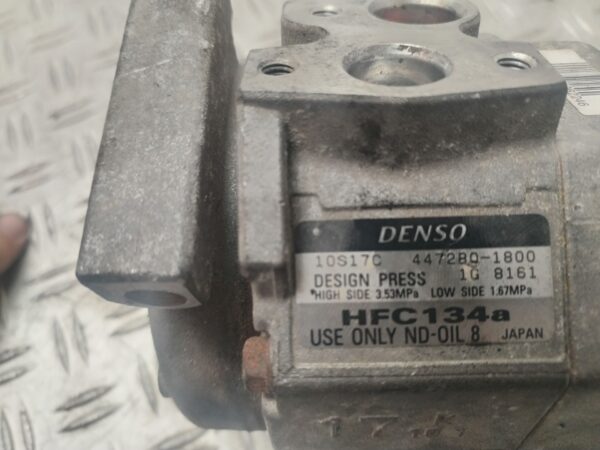 DENSO
10S17C 447280-1800
DESIGN PRESS 1G 8161
HIGH SIDE 3.53MPa LOW SIDE 1.67MPa
HFC134a
USE ONLY ND-OIL 8 JAPAN